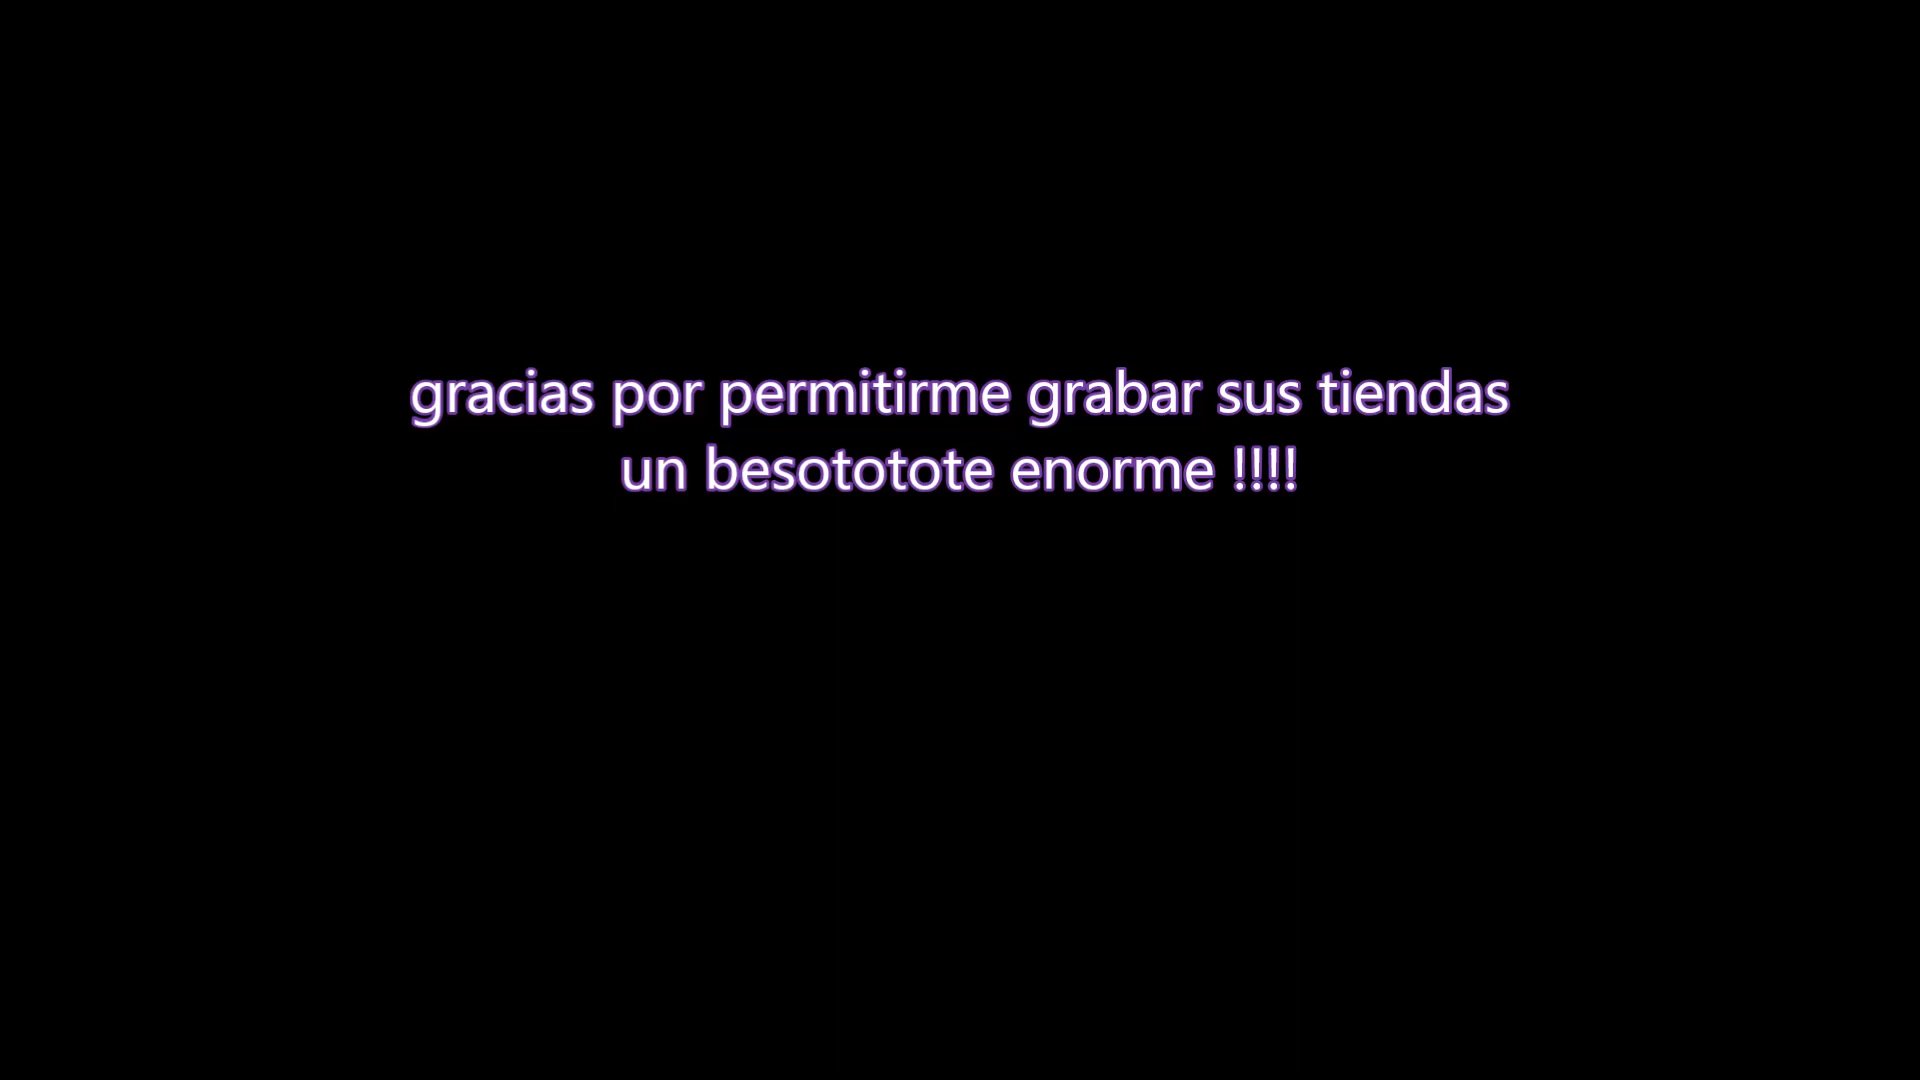 gracias por permitirme grabar sus tiendas
un besototote enorme !!!!